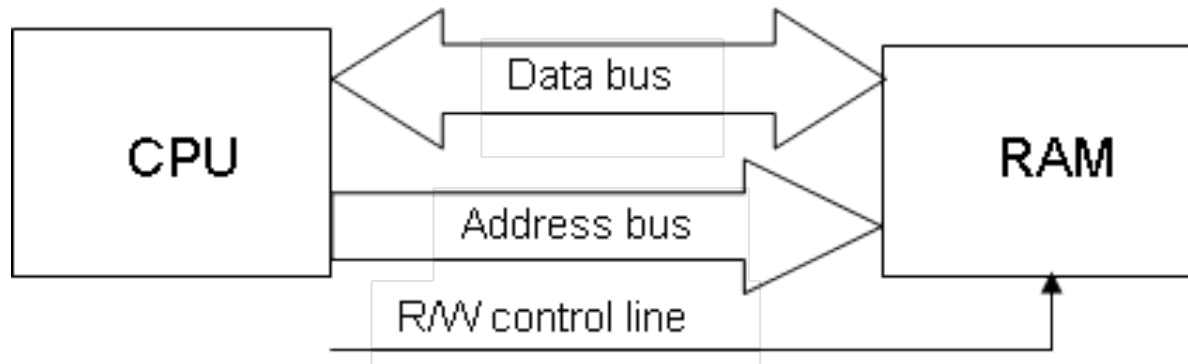 Data bus
CPU
RAM
Address bus
R/W control line